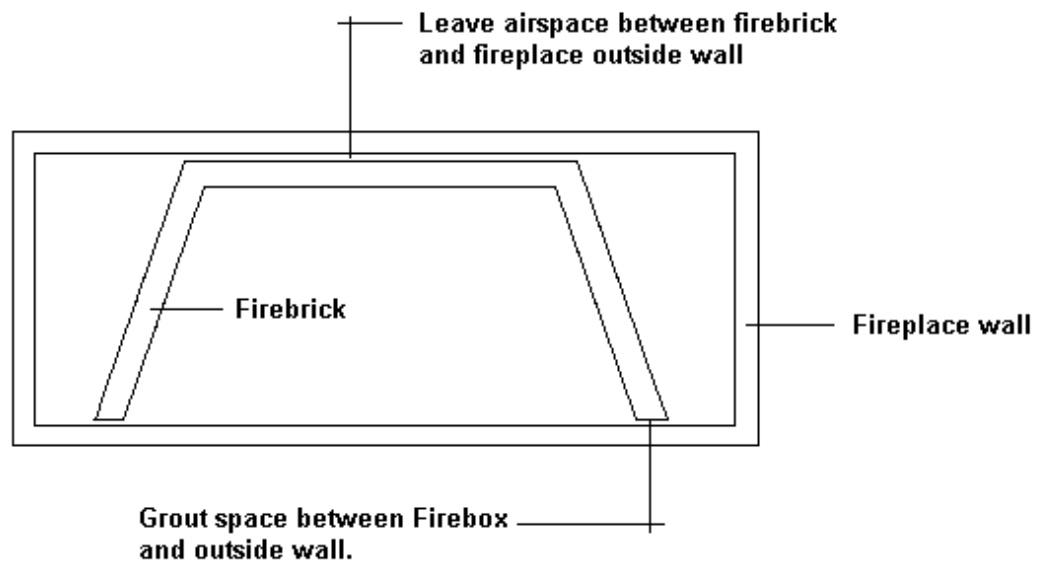 Leave airspace between firebrick
and fireplace outside wall
Firebrick
Fireplace wall
Grout space between Firebox
and outside wall.